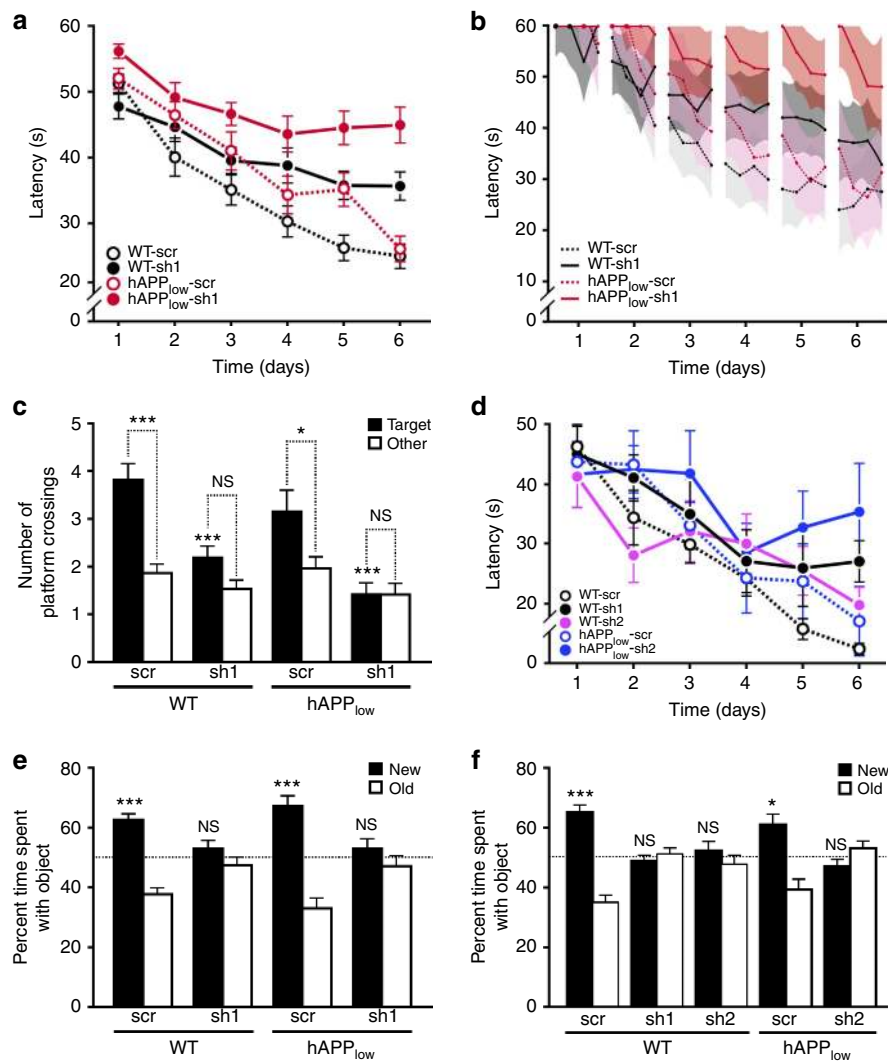 a
60
50
40
30
20
0
Latency (s)
WT-scr
WT-sh1
hAPPlow-scr
hAPPlow-sh1
1 2 3 4 5 6
Time (days)
b
60
50
40
30
20
10
0
Latency (s)
WT-scr
WT-sh1
hAPPlow-scr
hAPPlow-sh1
1 2 3 4 5 6
Time (days)
c
5
4
3
2
1
0
Number of
platform crossings
Target
Other
*** NS * NS
*** ***
scr sh1 scr sh1
WT hAPPlow
d
50
40
30
20
0
Latency (s)
WT-scr
WT-sh1
WT-sh2
hAPPlow-scr
hAPPlow-sh2
1 2 3 4 5 6
Time (days)
e
80
60
40
20
0
Percent time spent
with object
New
Old
*** NS *** NS
scr sh1 scr sh1
WT hAPPlow
f
80
60
40
20
0
Percent time spent
with object
New
Old
*** NS NS * NS
scr sh1 sh2 scr sh2
WT hAPPlow